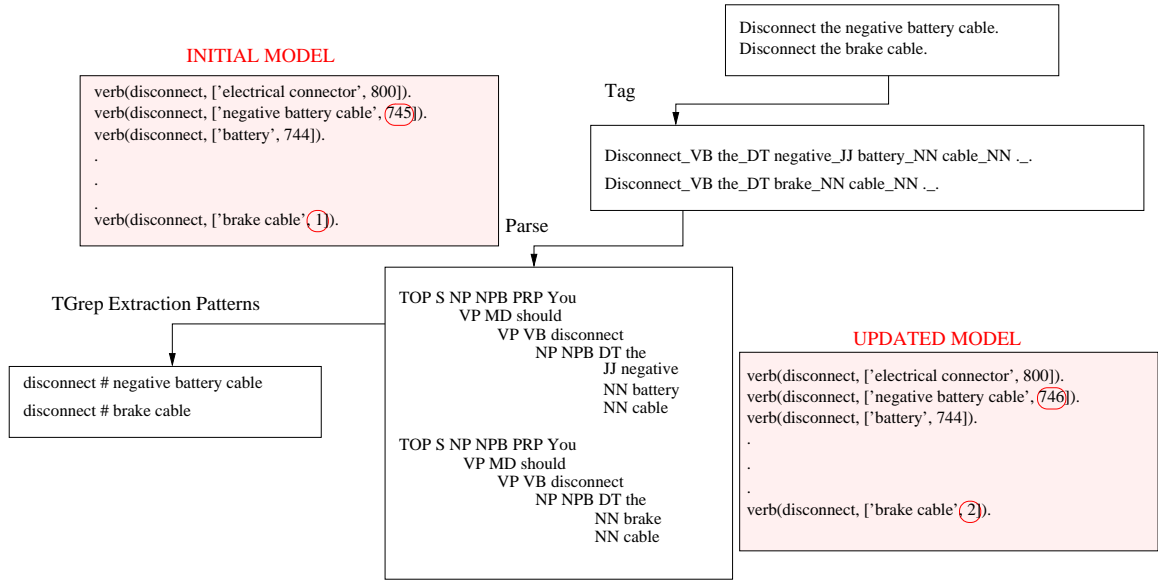 Disconnect the negative battery cable.
Disconnect the brake cable.
INITIAL MODEL
verb(disconnect, [’electrical connector’, 800]).
verb(disconnect, [’negative battery cable’, 745]).
verb(disconnect, [’battery’, 744]).
.
.
.
verb(disconnect, [’brake cable’, 1]).
Tag
Disconnect_VB the_DT negative_JJ battery_NN cable_NN ._.
Disconnect_VB the_DT brake_NN cable_NN ._.
Parse
TOP S NP NPB PRP You
VP MD should
VP VB disconnect
NP NPB DT the
JJ negative
NN battery
NN cable
TOP S NP NPB PRP You
VP MD should
VP VB disconnect
NP NPB DT the
NN brake
NN cable
TGrep Extraction Patterns
disconnect # negative battery cable
disconnect # brake cable
UPDATED MODEL
verb(disconnect, [’electrical connector’, 800]).
verb(disconnect, [’negative battery cable’, 746]).
verb(disconnect, [’battery’, 744]).
.
.
.
verb(disconnect, [’brake cable’, 2]).